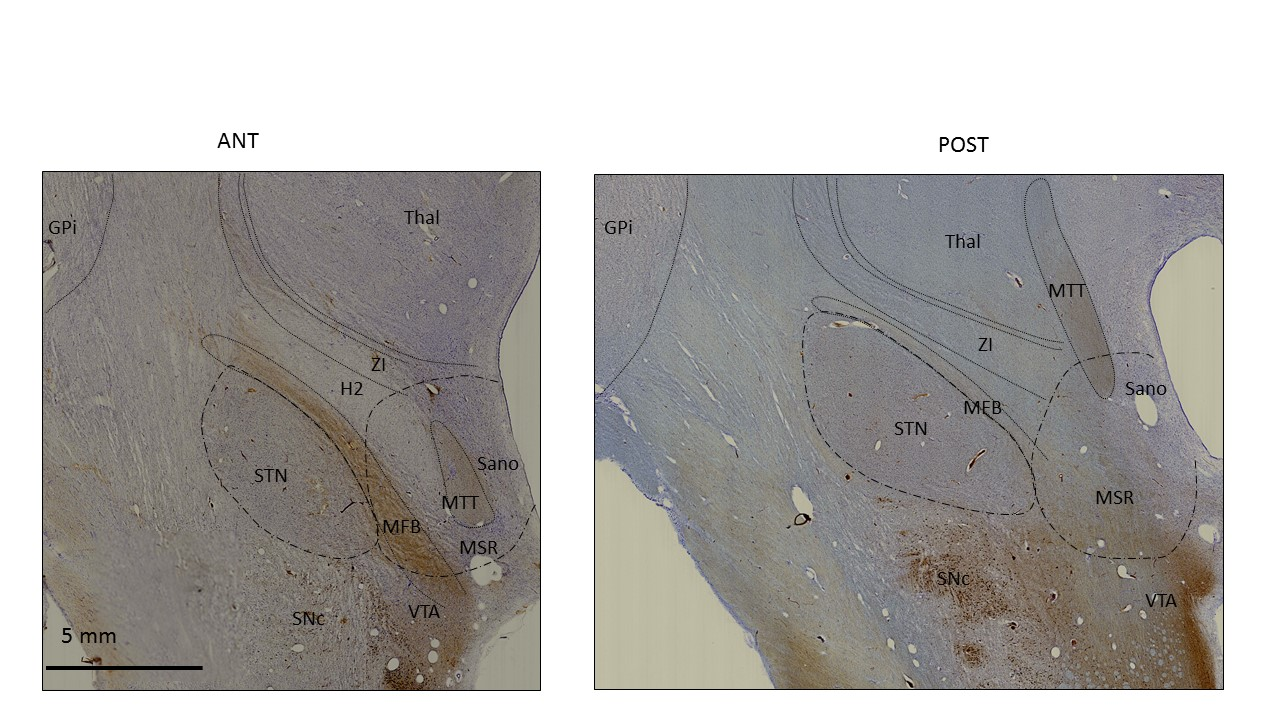 ANT
GPi
Thal
ZI
H2
STN
Sano
MTT
MFB
MSR
SNc
VTA
5 mm
POST
GPi
Thal
MTT
ZI
Sano
MFB
STN
MSR
SNc
VTA